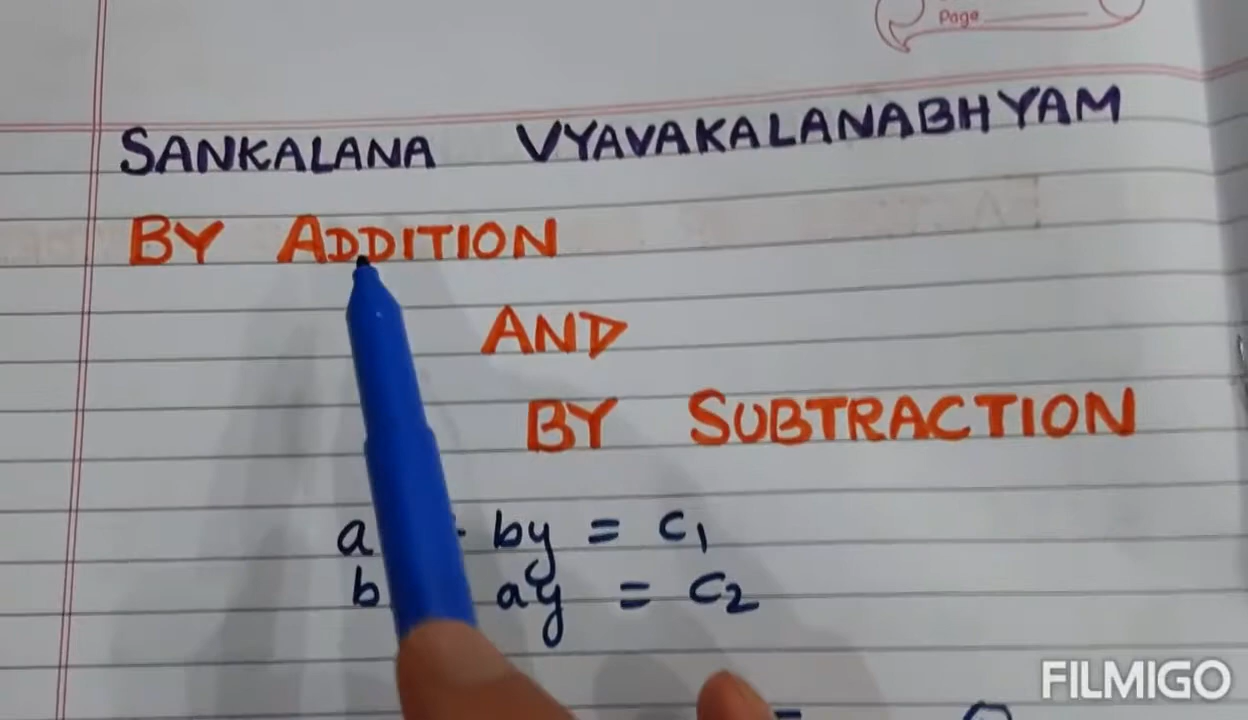 Page
SANKALANA VYAVAKALANABHYAM
BY ADDITION
AND
BY SUBTRACTION
a by = c₁
b ay = c₂
FILMIGO